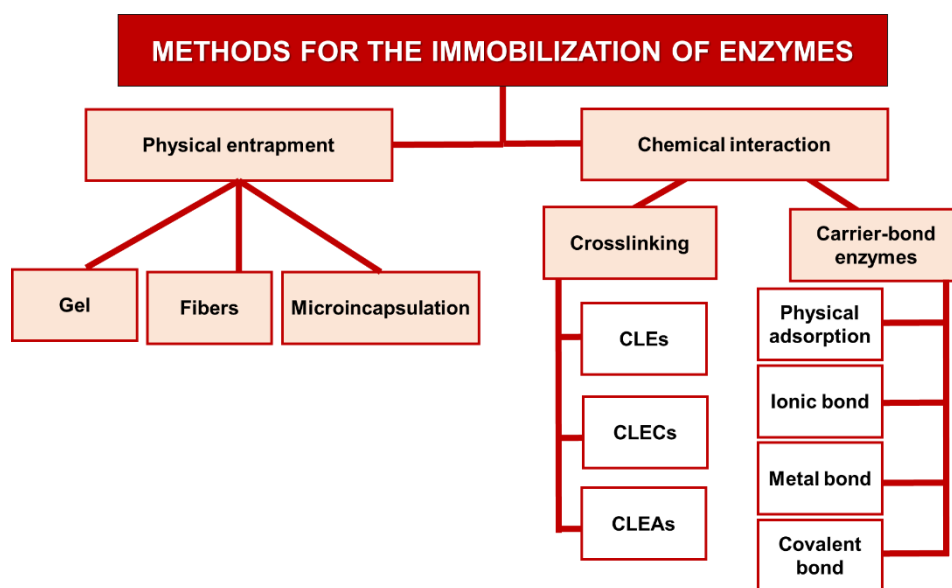 METHODS FOR THE IMMOBILIZATION OF ENZYMES
Physical entrapment
Chemical interaction
Gel
Fibers
Microincapsulation
Crosslinking
CLEs
CLECs
CLEAs
Carrier-bond
enzymes
Physical
adsorption
Ionic bond
Metal bond
Covalent
bond